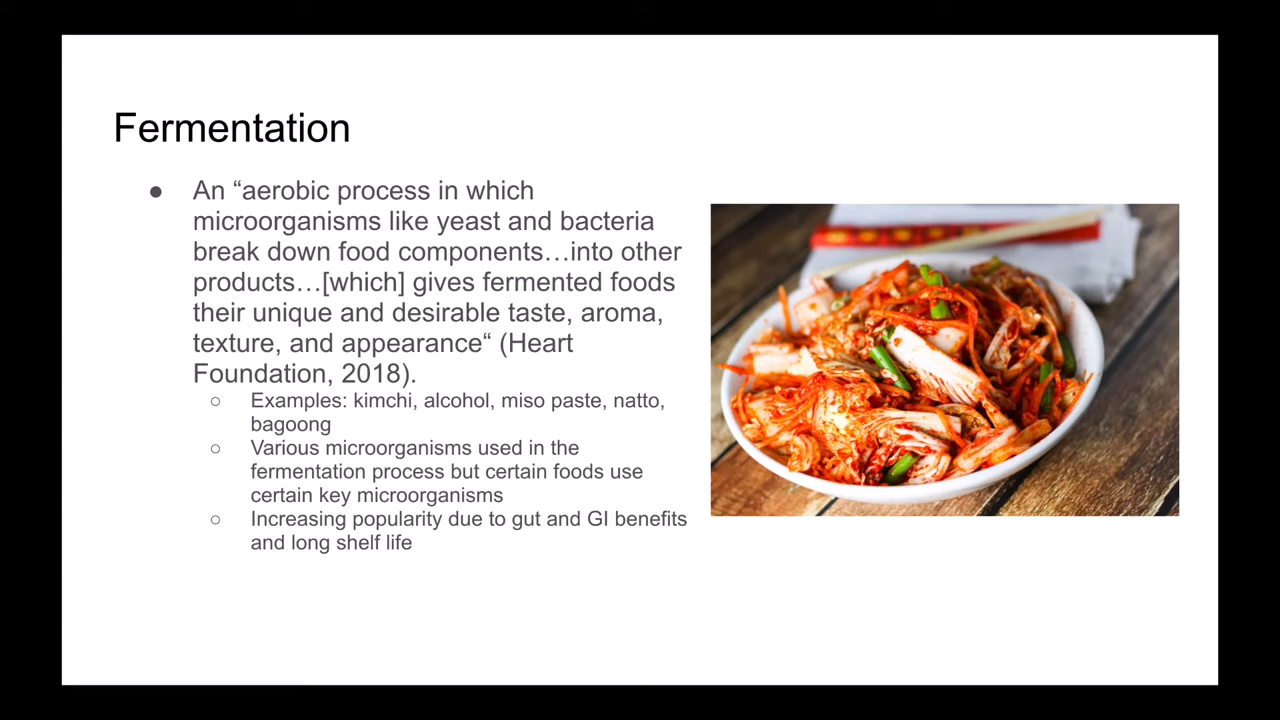 Fermentation
● An “aerobic process in which
microorganisms like yeast and bacteria
break down food components…into other
products…[which] gives fermented foods
their unique and desirable taste, aroma,
texture, and appearance“ (Heart
Foundation, 2018).
○ Examples: kimchi, alcohol, miso paste, natto,
bagoong
○ Various microorganisms used in the
fermentation process but certain foods use
certain key microorganisms
○ Increasing popularity due to gut and GI benefits
and long shelf life